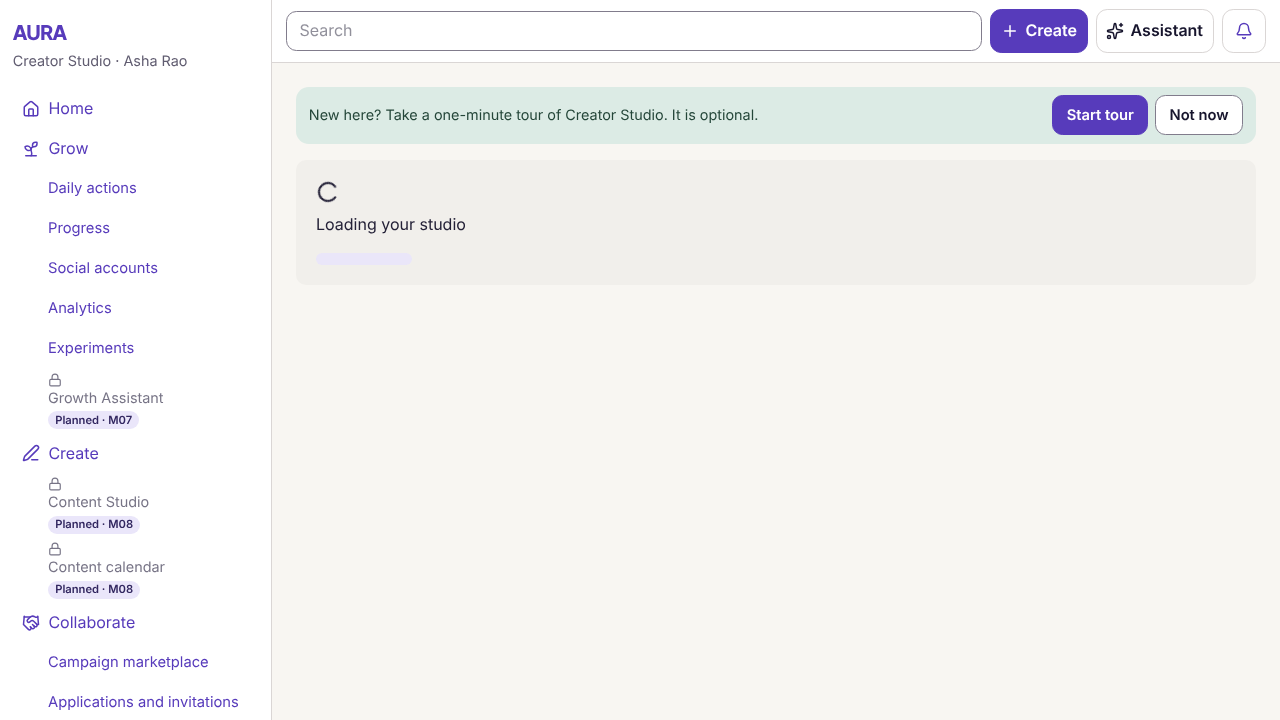 AURA
Creator Studio · Asha Rao
Home
Grow
Daily actions
Progress
Social accounts
Analytics
Experiments
Growth Assistant
Planned · M07
Create
Content Studio
Planned · M08
Content calendar
Planned · M08
Collaborate
Campaign marketplace
Applications and invitations
Search
Create
Assistant
New here? Take a one-minute tour of Creator Studio. It is optional.
Start tour
Not now
Loading your studio